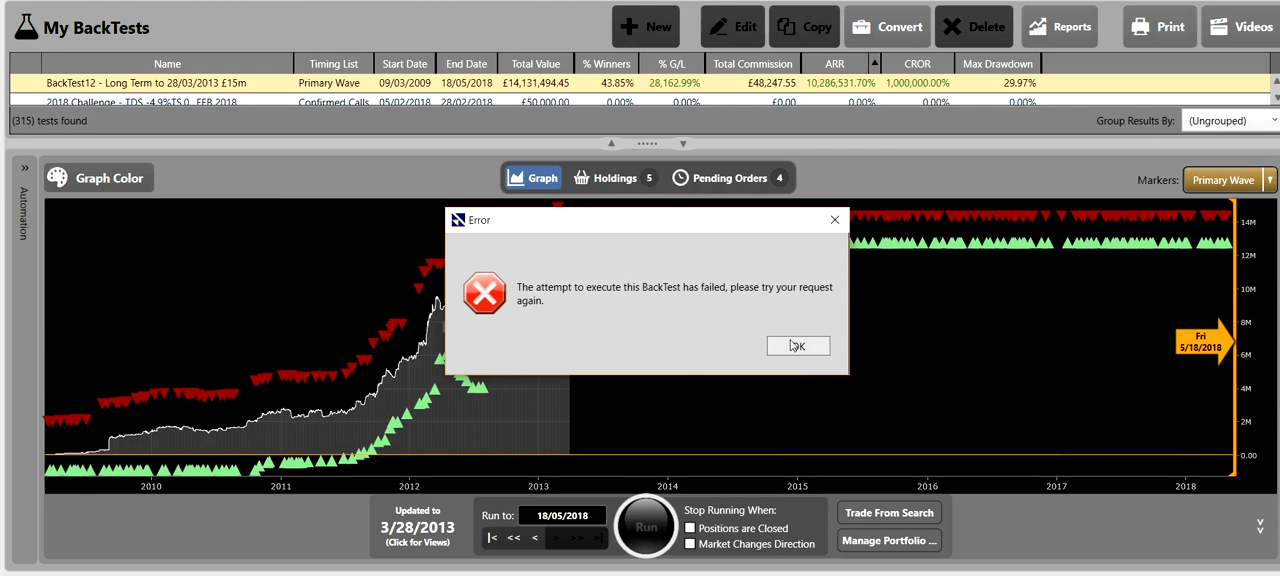 My BackTests
New
Edit
Copy
Convert
Delete
Reports
Print
Videos
Name Timing List Start Date End Date Total Value % Winners % G/L Total Commission ARR CROR Max Drawdown
BackTest12 - Long Term to 28/03/2013 £15m Primary Wave 09/03/2009 18/05/2018 £14,131,494.45 43.85% 28,162.99% £48,247.55 10,286,531.70% 1,000,000.00% 29.97%
2018 Challenge - TDS -4.9%TS 0 FEB 2018 Confirmed Calls 05/02/2018 28/02/2018 £50,000.00 0.00% 0.00% £0.00 0.00% 0.00% 0.00%
(315) tests found
Group Results By: (Ungrouped)
»
Automation
Graph Color
Graph
Holdings 5
Pending Orders 4
Markers: Primary Wave
Error
The attempt to execute this BackTest has failed, please try your request
again.
OK
14M
12M
10M
8M
6M
4M
2M
0.00
Fri
5/18/2018
2010 2011 2012 2013 2014 2015 2016 2017 2018
Updated to
3/28/2013
(Click for Views)
Run to: 18/05/2018
|< << < > >> >|
Run
Stop Running When:
Positions are Closed
Market Changes Direction
Trade From Search
Manage Portfolio ...